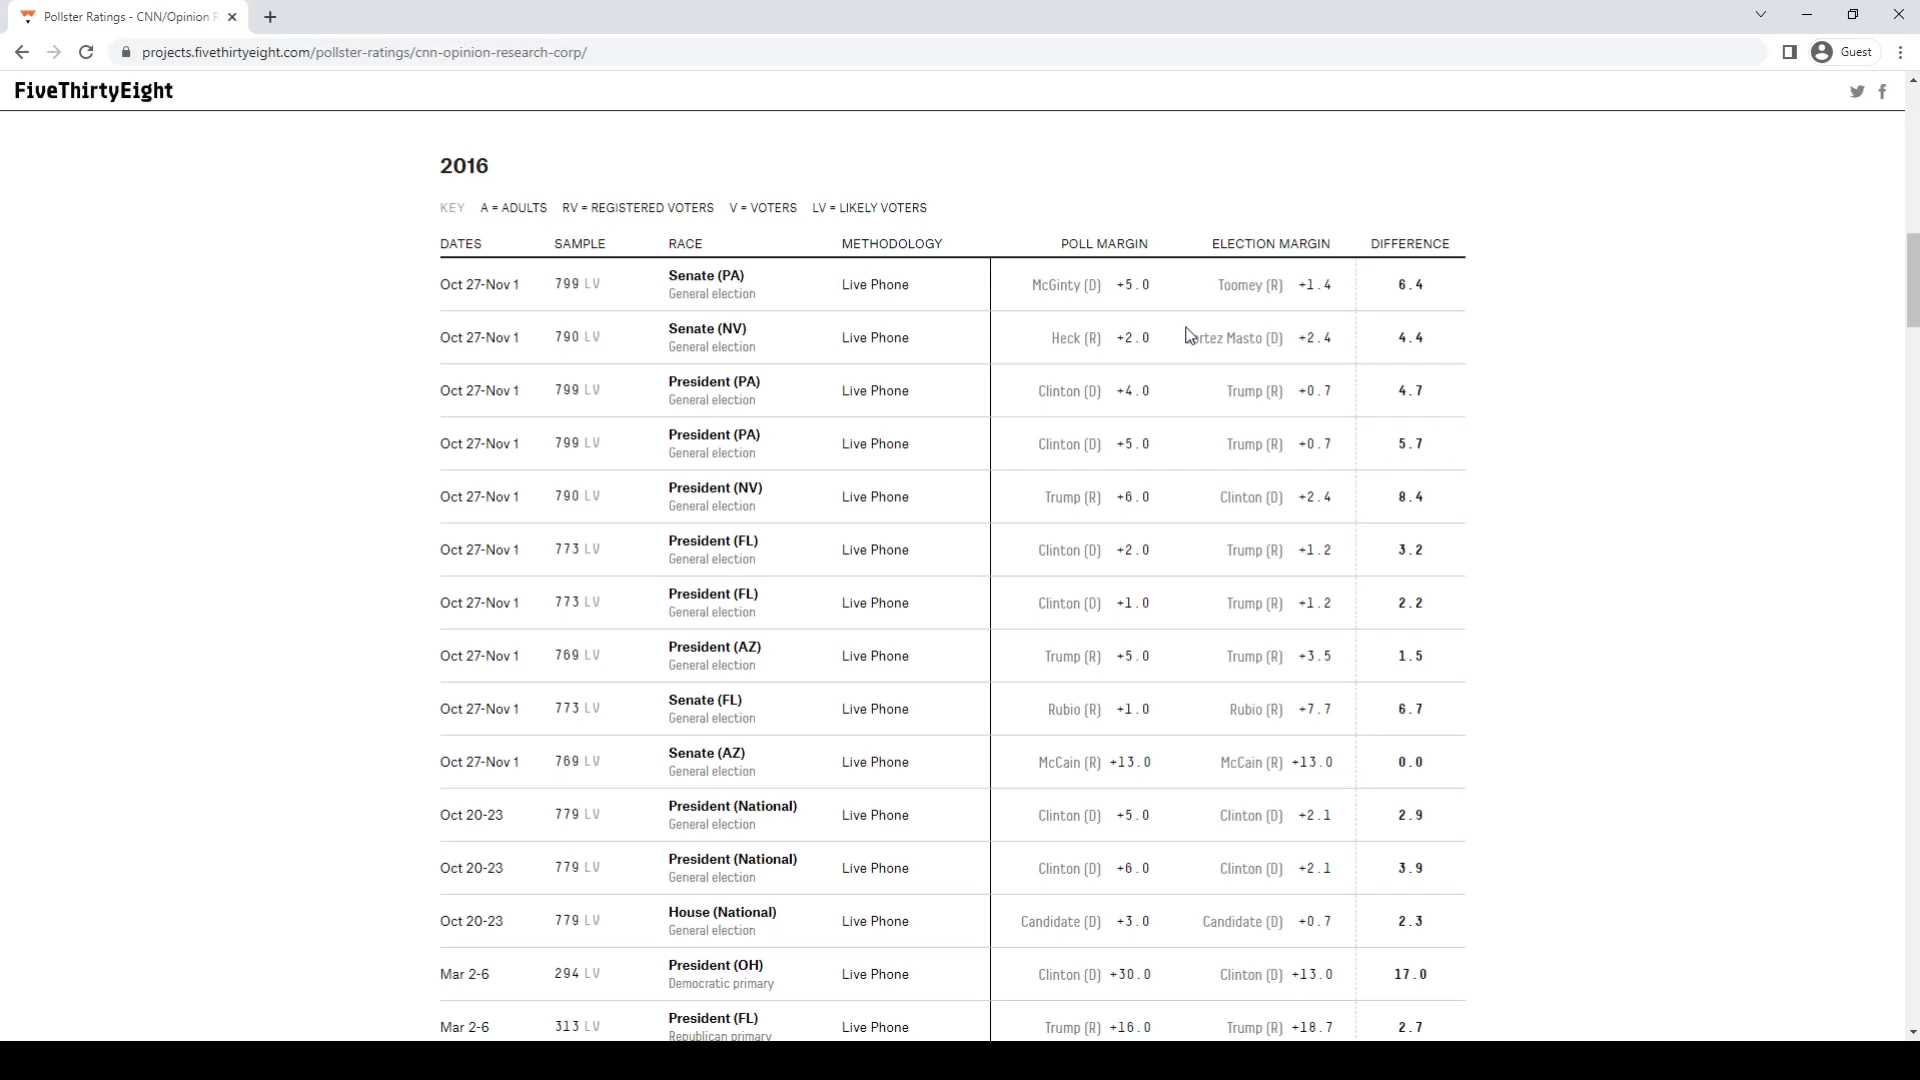 Pollster Ratings - CNN/Opinion
projects.fivethirtyeight.com/pollster-ratings/cnn-opinion-research-corp/
Guest
FiveThirtyEight
2016
KEY A = ADULTS RV = REGISTERED VOTERS V = VOTERS LV = LIKELY VOTERS
DATES SAMPLE RACE METHODOLOGY POLL MARGIN ELECTION MARGIN DIFFERENCE
Oct 27-Nov 1 799 LV Senate (PA) Live Phone McGinty (D) +5.0 Toomey (R) +1.4 6.4
General election
Oct 27-Nov 1 790 LV Senate (NV) Live Phone Heck (R) +2.0 Masto (D) +2.4 4.4
General election
Oct 27-Nov 1 799 LV President (PA) Live Phone Clinton (D) +4.0 Trump (R) +0.7 4.7
General election
Oct 27-Nov 1 799 LV President (PA) Live Phone Clinton (D) +5.0 Trump (R) +0.7 5.7
General election
Oct 27-Nov 1 790 LV President (NV) Live Phone Trump (R) +6.0 Clinton (D) +2.4 8.4
General election
Oct 27-Nov 1 773 LV President (FL) Live Phone Clinton (D) +2.0 Trump (R) +1.2 3.2
General election
Oct 27-Nov 1 773 LV President (FL) Live Phone Clinton (D) +1.0 Trump (R) +1.2 2.2
General election
Oct 27-Nov 1 769 LV President (AZ) Live Phone Trump (R) +5.0 Trump (R) +3.5 1.5
General election
Oct 27-Nov 1 773 LV Senate (FL) Live Phone Rubio (R) +1.0 Rubio (R) +7.7 6.7
General election
Oct 27-Nov 1 769 LV Senate (AZ) Live Phone McCain (R) +13.0 McCain (R) +13.0 0.0
General election
Oct 20-23 779 LV President (National) Live Phone Clinton (D) +5.0 Clinton (D) +2.1 2.9
General election
Oct 20-23 779 LV President (National) Live Phone Clinton (D) +6.0 Clinton (D) +2.1 3.9
General election
Oct 20-23 779 LV House (National) Live Phone Candidate (D) +3.0 Candidate (D) +0.7 2.3
General election
Mar 2-6 294 LV President (OH) Live Phone Clinton (D) +30.0 Clinton (D) +13.0 17.0
Democratic primary
Mar 2-6 313 LV President (FL) Live Phone Trump (R) +16.0 Trump (R) +18.7 2.7
Republican primary